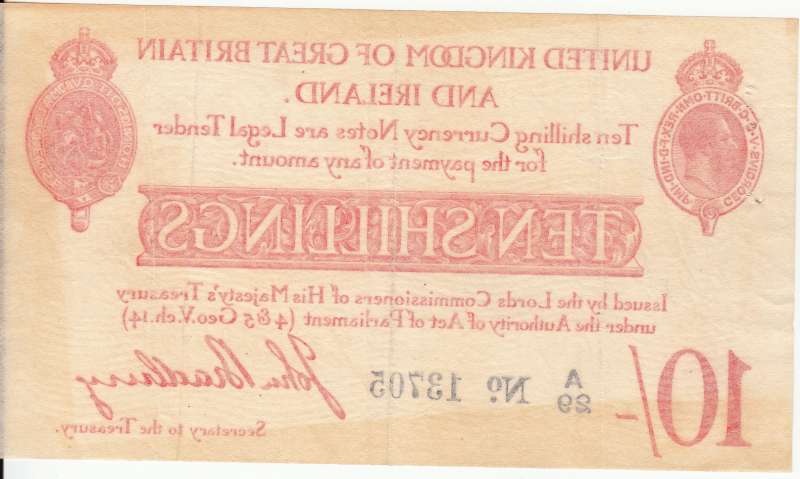 UNITED KINGDOM OF GREAT BRITAIN
AND IRELAND.
Ten shilling Currency Notes are Legal Tender
for the payment of any amount.
TEN SHILLINGS
Issued by the Lords Commissioners of His Majesty's Treasury
under the Authority of Act of Parliament (4 & 5 Geo.V.ch.14)
10/-
A
29
No. 13705
John Bradbury
Secretary to the Treasury.